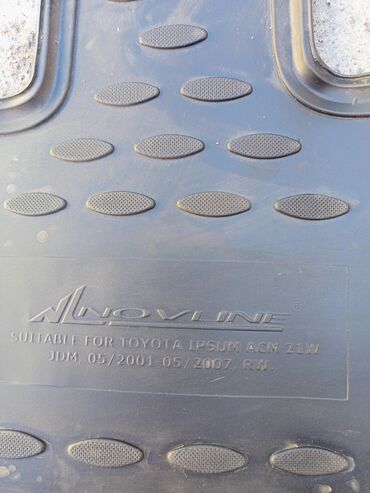 NOVLINE
SUITABLE FOR TOYOTA IPSUM ACM 21W
JDM, 05/2001-05/2007, R.W.